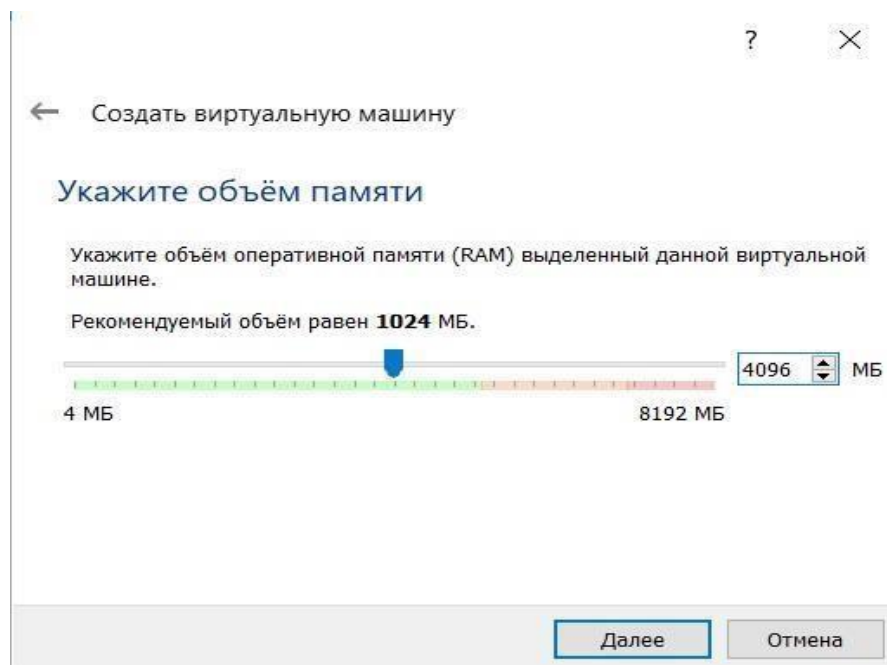 ?
Создать виртуальную машину
Укажите объём памяти
Укажите объём оперативной памяти (RAM) выделенный данной виртуальной
машине.
Рекомендуемый объём равен 1024 МБ.
4096 МБ
4 МБ 8192 МБ
Далее Отмена